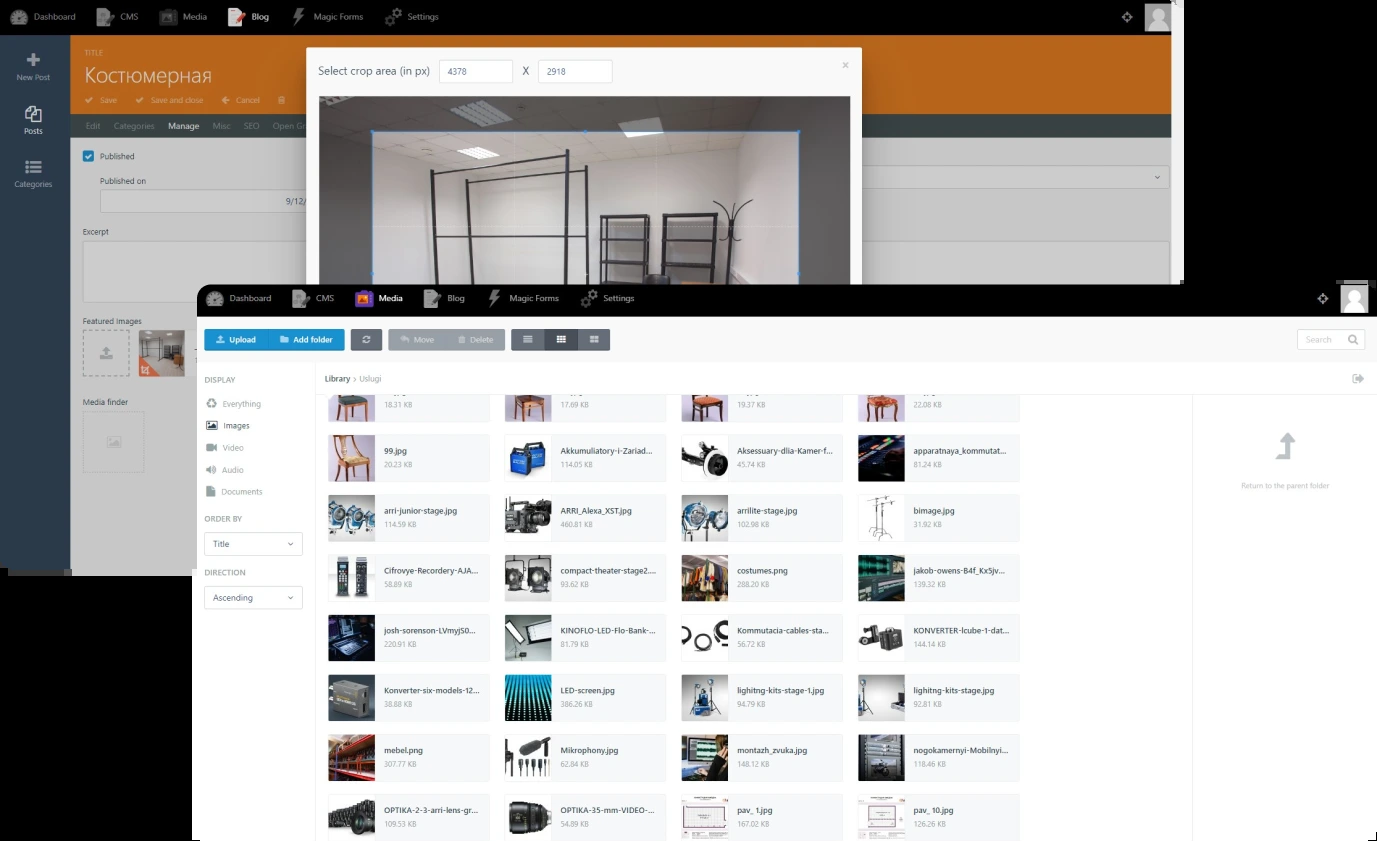 Dashboard CMS Media Blog Magic Forms Settings
New Post
Posts
Categories
TITLE
Костюмерная
Save Save and close Cancel
Edit Categories Manage Misc SEO Open Gr
Published
Published on
9/12/
Excerpt
Featured Images
Media finder
Select crop area (in px) 4378 X 2918 ×
Dashboard CMS Media Blog Magic Forms Settings
Upload Add folder Move Delete Search
DISPLAY
Everything
Images
Video
Audio
Documents
ORDER BY
Title
DIRECTION
Ascending
Library > Uslugi
18.31 KB 17.69 KB 19.37 KB 22.08 KB
99.jpg Akkumuliatory-i-Zariad... Aksessuary-dlia-Kamer-f... apparatnaya_kommutat...
20.23 KB 114.05 KB 45.74 KB 81.24 KB
arri-junior-stage.jpg ARRI_Alexa_XST.jpg arrilite-stage.jpg bimage.jpg
114.59 KB 460.81 KB 102.98 KB 31.92 KB
Cifrovye-Recordery-AJA... compact-theater-stage2.... costumes.png jakob-owens-B4f_Kx5jv...
58.89 KB 93.62 KB 288.20 KB 139.32 KB
josh-sorenson-LVmyjS0... KINOFLO-LED-Flo-Bank-... Kommutacia-cables-sta... KONVERTER-Icube-1-dat...
220.91 KB 81.79 KB 56.72 KB 144.14 KB
Konverter-six-models-12... LED-screen.jpg lighitng-kits-stage-1.jpg lighitng-kits-stage.jpg
38.88 KB 386.26 KB 94.79 KB 92.81 KB
mebel.png Mikrophony.jpg montazh_zvuka.jpg nogokamernyi-Mobilnyi...
307.77 KB 62.84 KB 148.12 KB 118.46 KB
OPTIKA-2-3-arri-lens-gr... OPTIKA-35-mm-VIDEO-... pav_ 1.jpg pav_ 10.jpg
109.53 KB 54.89 KB 167.02 KB 126.26 KB
Return to the parent folder